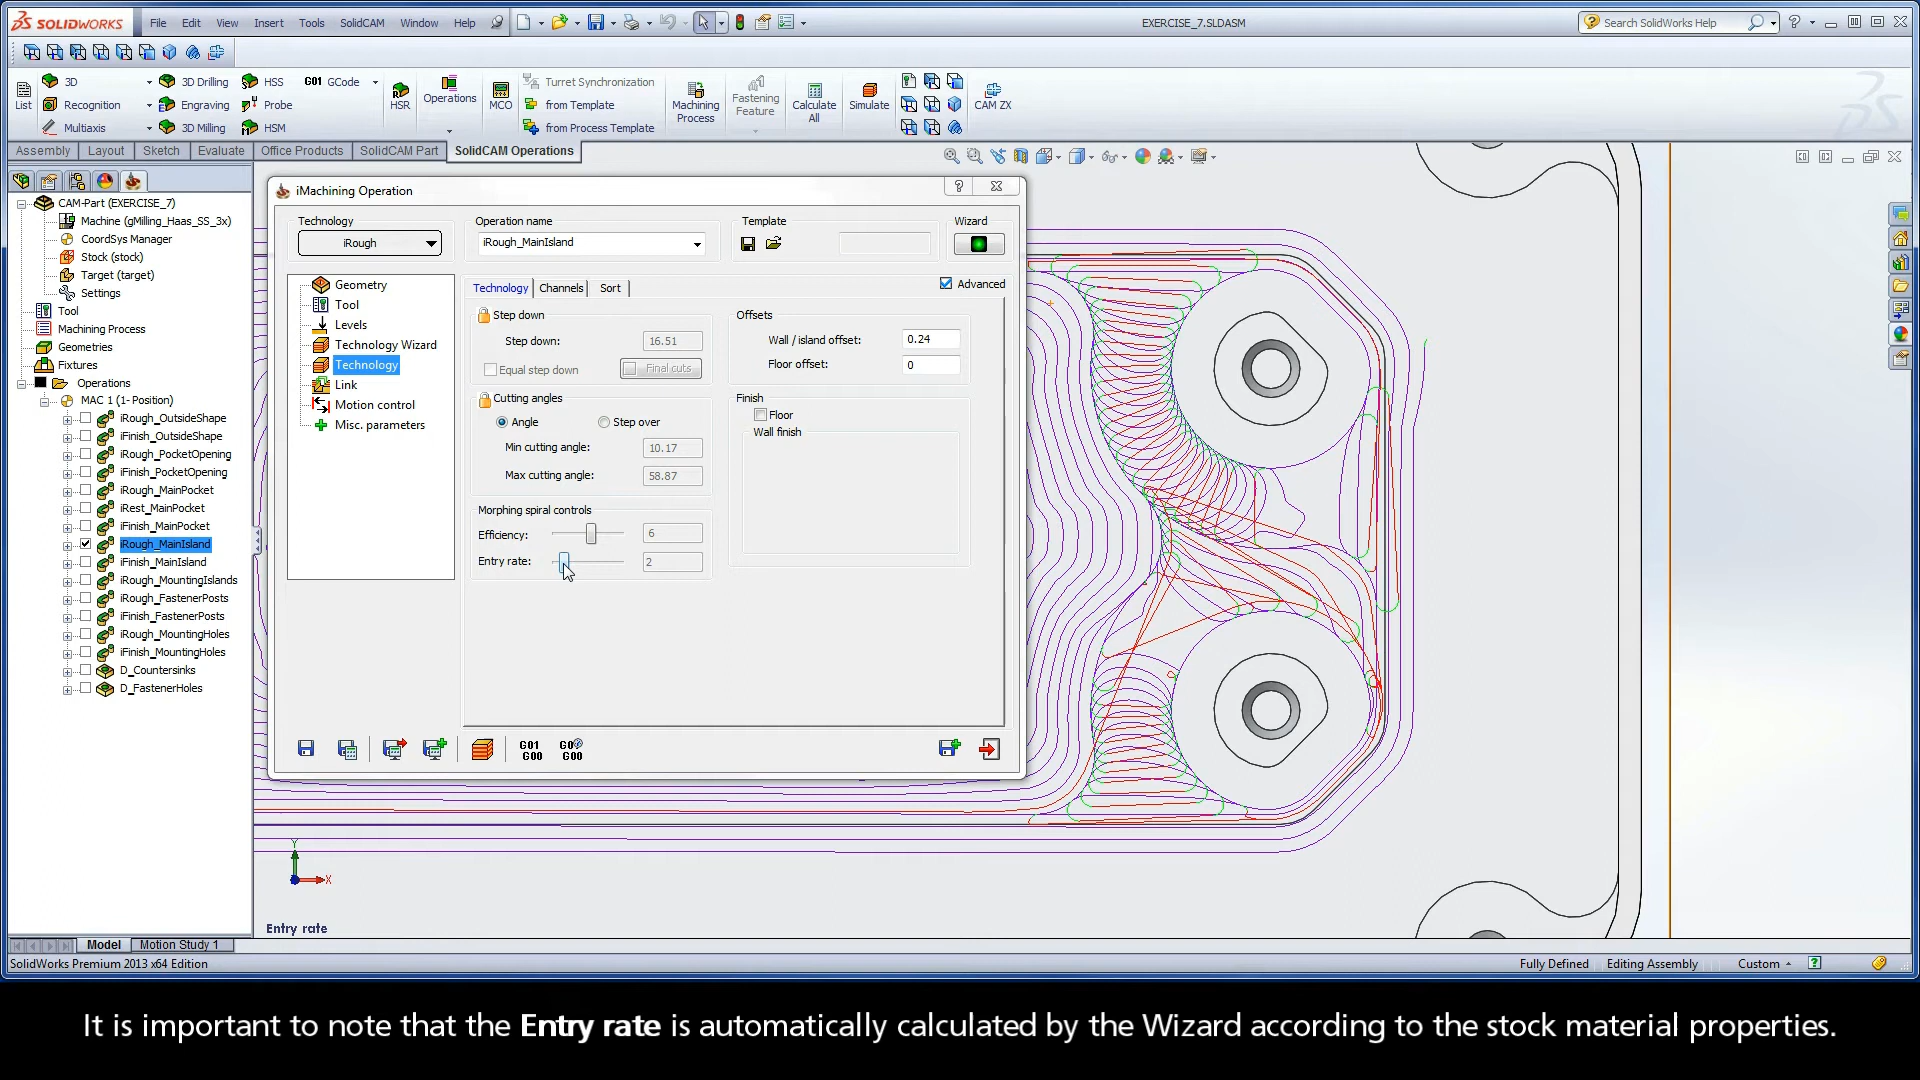 SOLIDWORKS
File Edit View Insert Tools SolidCAM Window Help
EXERCISE_7.SLDASM
Search SolidWorks Help
3D
Recognition
Multiaxis
3D Drilling
Engraving
3D Milling
HSS
Probe
HSM
G01 GCode
List
HSR
Operations
MCO
Turret Synchronization
from Template
from Process Template
Machining Process
Fastening Feature
Calculate All
Simulate
CAM ZX
Assembly Layout Sketch Evaluate Office Products SolidCAM Part SolidCAM Operations
CAM-Part (EXERCISE_7)
Machine (gMilling_Haas_SS_3x)
CoordSys Manager
Stock (stock)
Target (target)
Settings
Tool
Machining Process
Geometries
Fixtures
Operations
MAC 1 (1- Position)
iRough_OutsideShape
iFinish_OutsideShape
iRough_PocketOpening
iFinish_PocketOpening
iRough_MainPocket
iRest_MainPocket
iFinish_MainPocket
iRough_MainIsland
iFinish_MainIsland
iRough_MountingIslands
iRough_FastenerPosts
iFinish_FastenerPosts
iRough_MountingHoles
iFinish_MountingHoles
D_Countersinks
D_FastenerHoles
iMachining Operation
Technology
iRough
Operation name
iRough_MainIsland
Template
Wizard
Geometry
Tool
Levels
Technology Wizard
Technology
Link
Motion control
Misc. parameters
Technology Channels Sort
Advanced
Step down
Step down: 16.51
Equal step down Final cuts
Cutting angles
Angle Step over
Min cutting angle: 10.17
Max cutting angle: 58.87
Morphing spiral controls
Efficiency: 6
Entry rate: 2
Offsets
Wall / island offset: 0.24
Floor offset: 0
Finish
Floor
Wall finish
G01
G00
G0
G00
Y
X
Entry rate
Model Motion Study 1
SolidWorks Premium 2013 x64 Edition
Fully Defined Editing Assembly Custom
It is important to note that the Entry rate is automatically calculated by the Wizard according to the stock material properties.